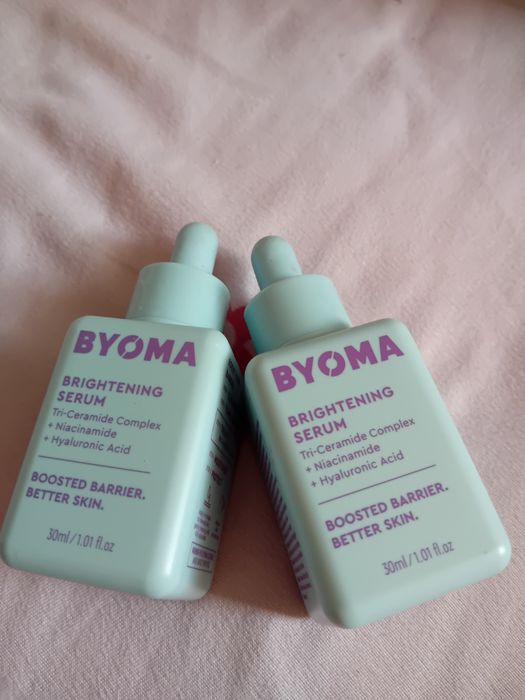 BYOMA
BRIGHTENING
SERUM
Tri-Ceramide Complex
+ Niacinamide
+ Hyaluronic Acid
BOOSTED BARRIER.
BETTER SKIN.
30ml/1.01 fl.oz
BYOMA
BRIGHTENING
SERUM
Tri-Ceramide Complex
+ Niacinamide
+ Hyaluronic Acid
BOOSTED BARRIER.
BETTER SKIN.
30ml/1.01 fl.oz